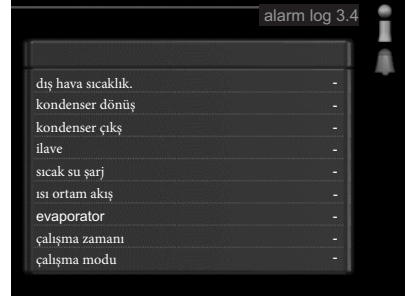 alarm log 3.4
dış hava sıcaklık. -
kondenser dönüş -
kondenser çıkş -
ilave -
sıcak su şarj -
ısı ortam akış -
evaporator -
çalışma zamanı -
çalışma modu -